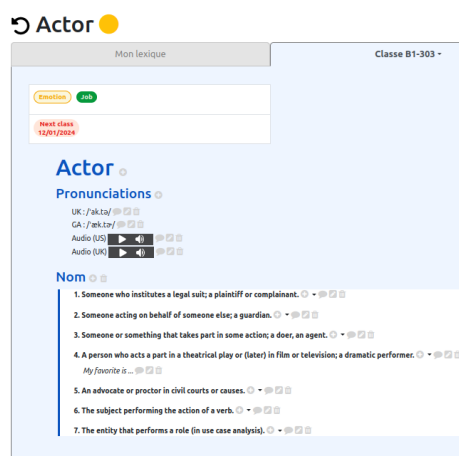 Actor
Mon lexique
Classe B1-303
Emotion Job
Next class
12/01/2024
Actor
Pronunciations
UK : /ˈak.tə/
GA : /ˈæk.tɚ/
Audio (US)
Audio (UK)
Nom
1. Someone who institutes a legal suit; a plaintiff or complainant.
2. Someone acting on behalf of someone else; a guardian.
3. Someone or something that takes part in some action; a doer, an agent.
4. A person who acts a part in a theatrical play or (later) in film or television; a dramatic performer.
My favorite is ...
5. An advocate or proctor in civil courts or causes.
6. The subject performing the action of a verb.
7. The entity that performs a role (in use case analysis).